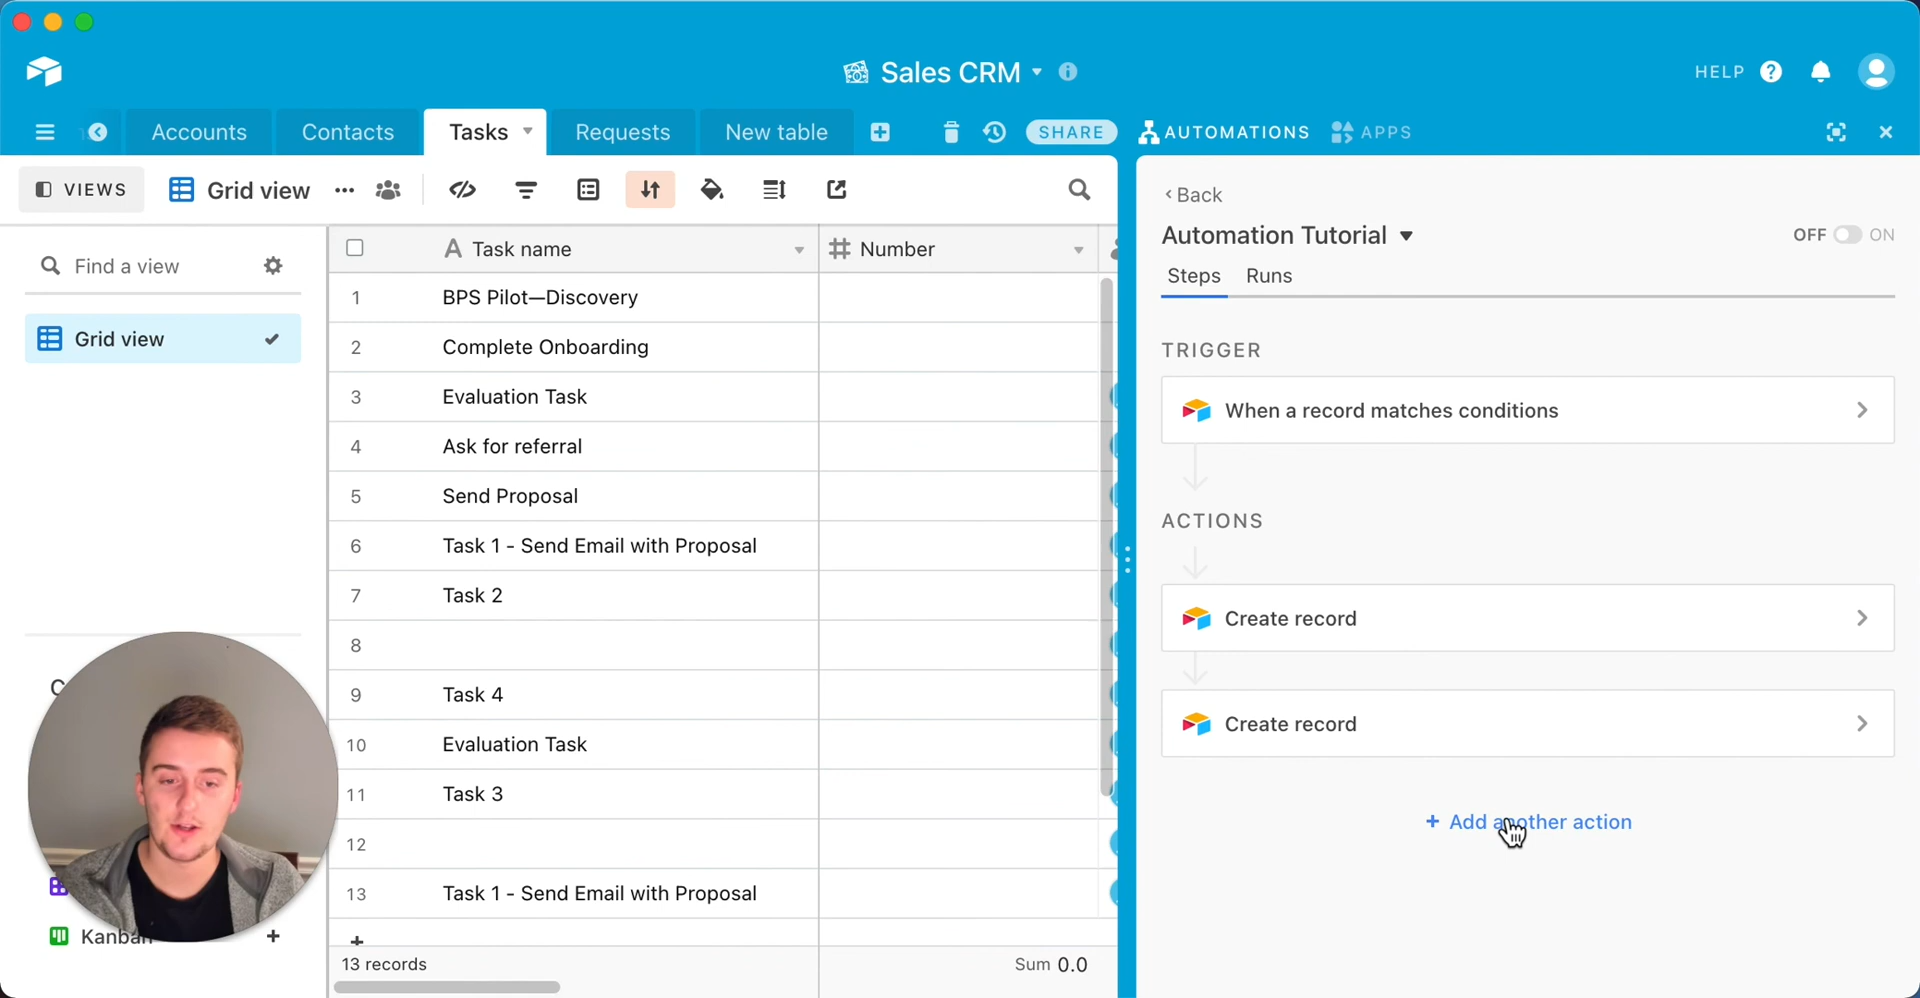 Sales CRM
HELP
Accounts
Contacts
Tasks
Requests
New table
SHARE
AUTOMATIONS
APPS
VIEWS
Grid view
Find a view
Grid view
Kanban
Task name
Number
1 BPS Pilot—Discovery
2 Complete Onboarding
3 Evaluation Task
4 Ask for referral
5 Send Proposal
6 Task 1 - Send Email with Proposal
7 Task 2
8
9 Task 4
10 Evaluation Task
11 Task 3
12
13 Task 1 - Send Email with Proposal
+
13 records
Sum 0.0
‹ Back
Automation Tutorial
OFF ON
Steps Runs
TRIGGER
When a record matches conditions
ACTIONS
Create record
Create record
+ Add another action